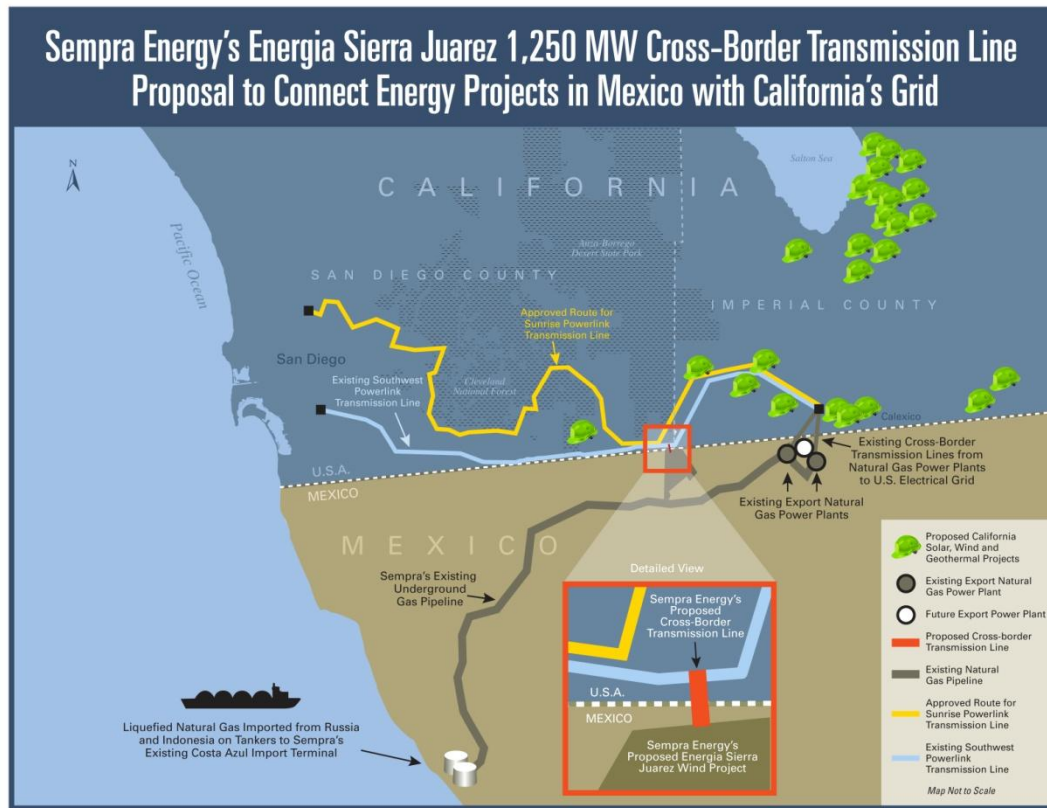 Sempra Energy's Energia Sierra Juarez 1,250 MW Cross-Border Transmission Line
Proposal to Connect Energy Projects in Mexico with California's Grid
N
Pacific Ocean
CALIFORNIA
Salton Sea
Anza Borrego
Desert State Park
SAN DIEGO COUNTY
IMPERIAL COUNTY
Approved Route for
Sunrise Powerlink
Transmission Line
San Diego
Existing Southwest
Powerlink
Transmission Line
Cleveland
National Forest
Calexico
U.S.A.
MEXICO
Existing Cross-Border
Transmission Lines from
Natural Gas Power Plants
to U.S. Electrical Grid
Existing Export Natural
Gas Power Plants
MEXICO
Sempra's Existing
Underground
Gas Pipeline
Detailed View
Sempra Energy's
Proposed
Cross-Border
Transmission Line
U.S.A.
MEXICO
Sempra Energy's
Proposed Energia Sierra
Juarez Wind Project
Liquefied Natural Gas Imported from Russia
and Indonesia on Tankers to Sempra's
Existing Costa Azul Import Terminal
Proposed California
Solar, Wind and
Geothermal Projects
Existing Export Natural
Gas Power Plant
Future Export Power Plant
Proposed Cross-border
Transmission Line
Existing Natural
Gas Pipeline
Approved Route for
Sunrise Powerlink
Transmission Line
Existing Southwest
Powerlink
Transmission Line
Map Not to Scale